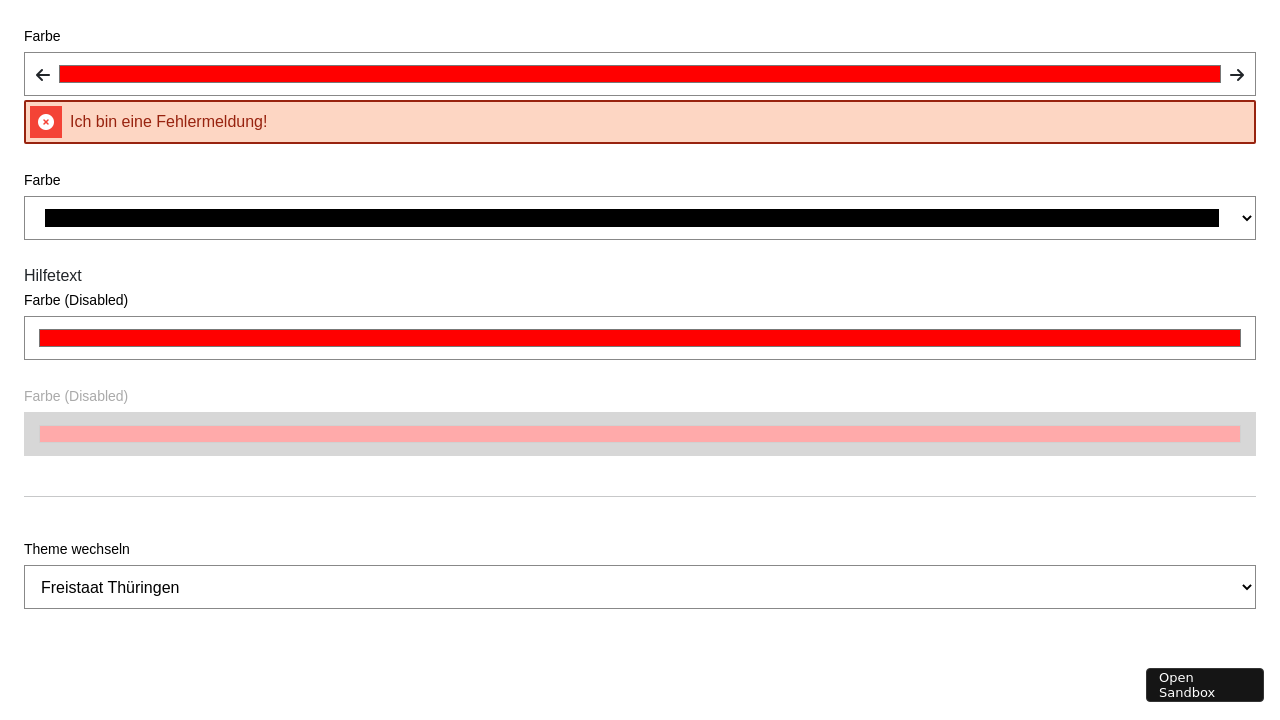 Farbe
Ich bin eine Fehlermeldung!
Farbe
Hilfetext
Farbe (Disabled)
Farbe (Disabled)
Theme wechseln
Freistaat Thüringen
Open
Sandbox